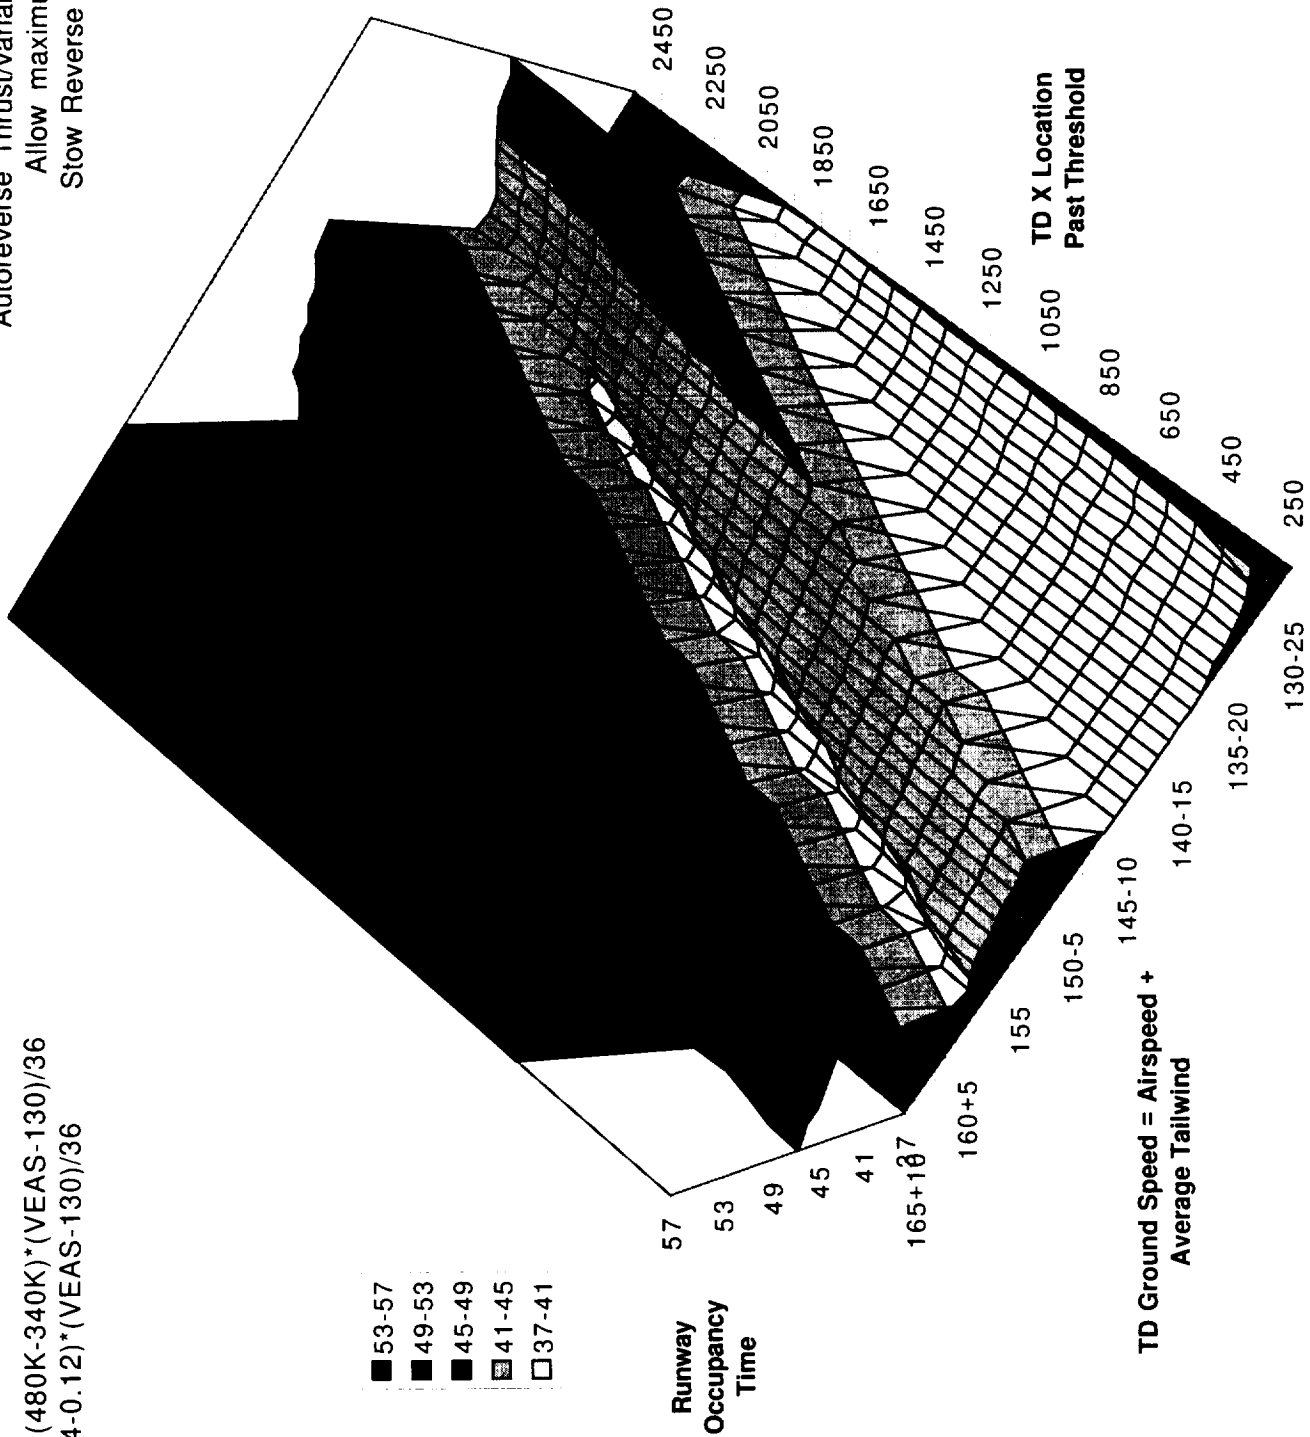 (480K-340K)*(VEAS-130)/36
4-0.12)*(VEAS-130)/36
Autoreverse
Allow
Stow Reverse
53-57
49-53
45-49
41-45
37-41
Runway
Occupancy
Time
57
53
49
45
41
37
165+10
160+5
155
150-5
145-10
140-15
135-20
130-25
TD Ground Speed = Airspeed +
Average Tailwind
250
450
650
850
1050
1250
1450
1650
1850
2050
2250
2450
TD X Location
Past Threshold